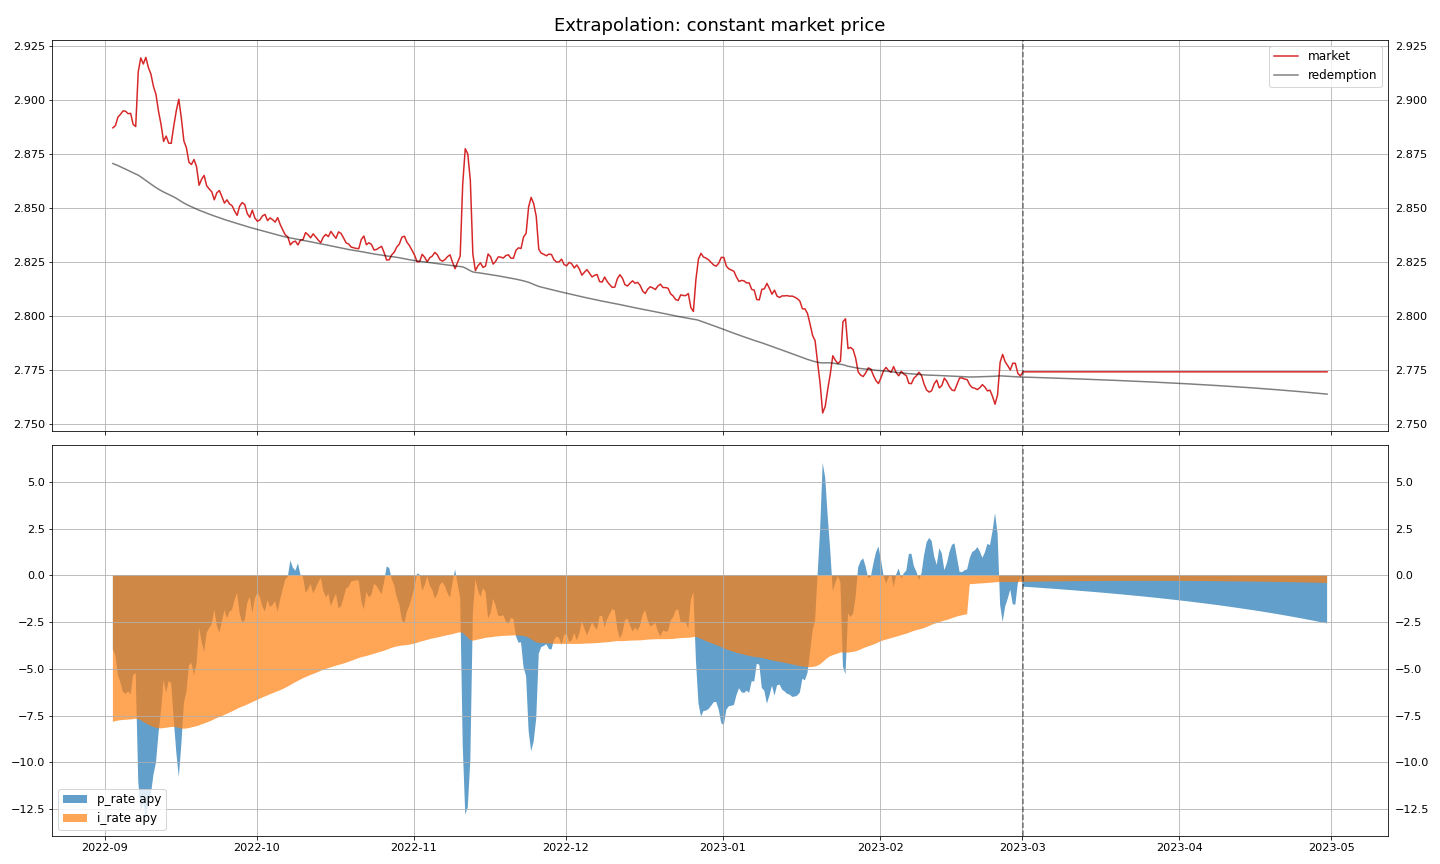 Extrapolation: constant market price
2.925 2.925
market
redemption
2.900 2.900
2.875 2.875
2.850 2.850
2.825 2.825
2.800 2.800
2.775 2.775
2.750 2.750
5.0 5.0
2.5 2.5
0.0 0.0
−2.5 −2.5
−5.0 −5.0
−7.5 −7.5
−10.0 −10.0
p_rate apy
−12.5 −12.5
i_rate apy
2022-09 2022-10 2022-11 2022-12 2023-01 2023-02 2023-03 2023-04 2023-05